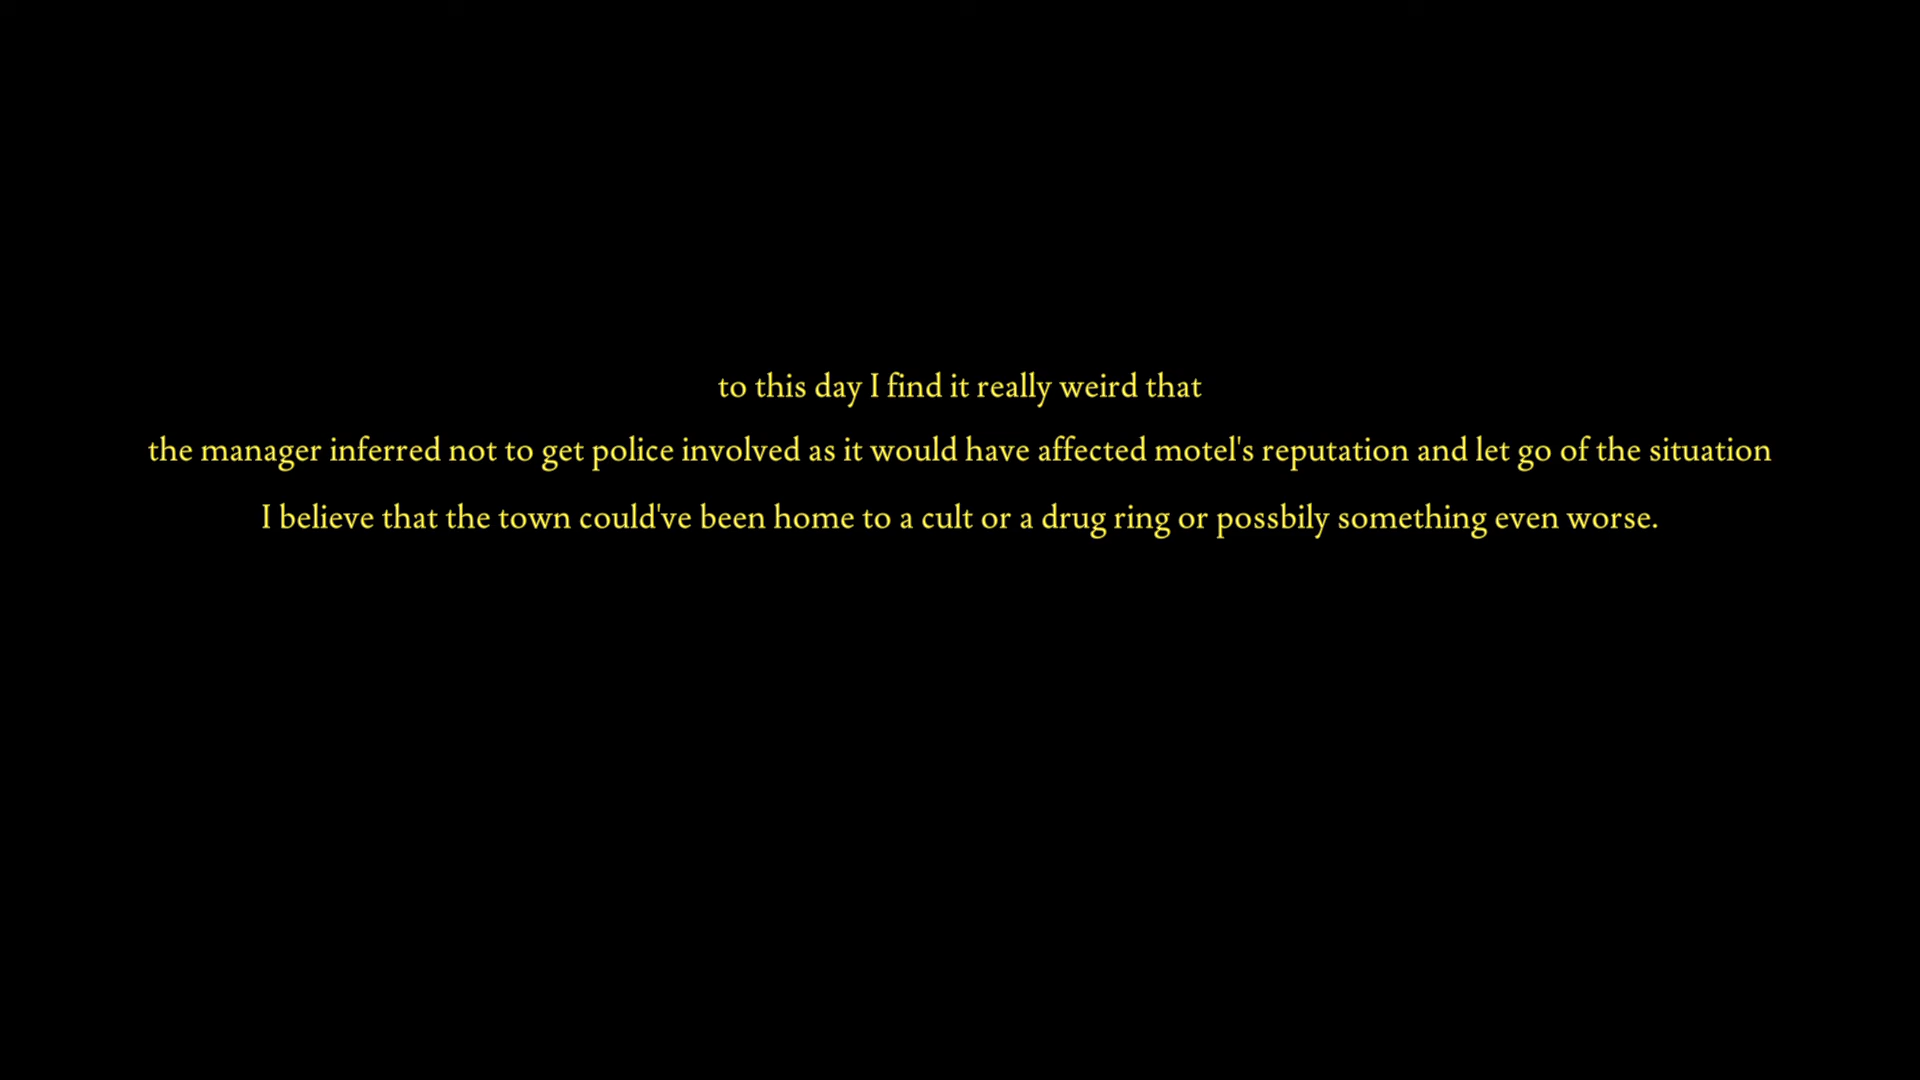 to this day I find it really weird that
the manager inferred not to get police involved as it would have affected motel's reputation and let go of the situation
I believe that the town could've been home to a cult or a drug ring or possbily something even worse.